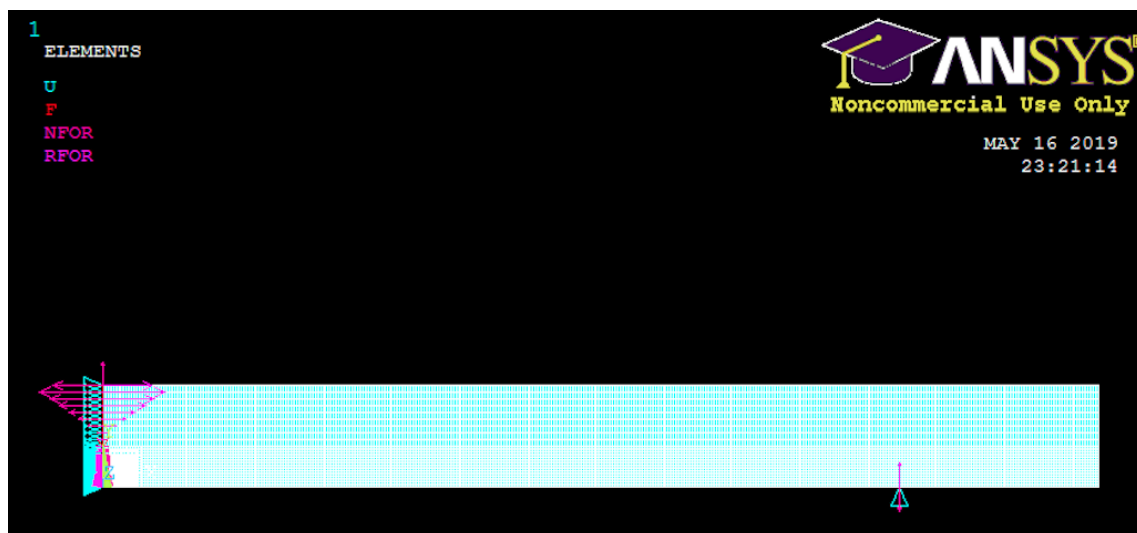 1
ELEMENTS
U
F
NFOR
RFOR
ANSYS
Noncommercial Use Only
MAY 16 2019
23:21:14